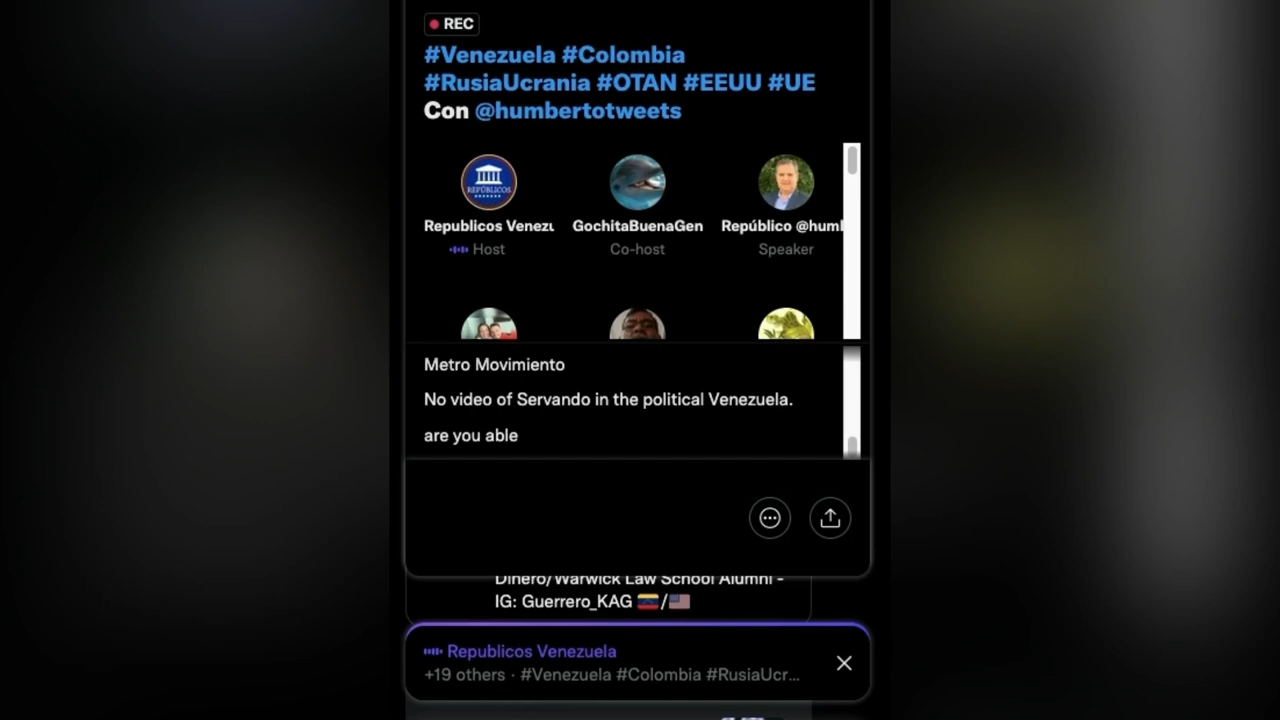 REC
#Venezuela #Colombia
#RusiaUcrania #OTAN #EEUU #UE
Con @humbertotweets
REPÚBLICOS
Republicos Venezu
GochitaBuenaGen
Repúblico @humb
Host
Co-host
Speaker
Metro Movimiento
No video of Servando in the political Venezuela.
are you able
Dinero/Warwick Law School Alumni -
IG: Guerrero_KAG 🇻🇪/🇺🇸
Republicos Venezuela
+19 others · #Venezuela #Colombia #RusiaUcr...